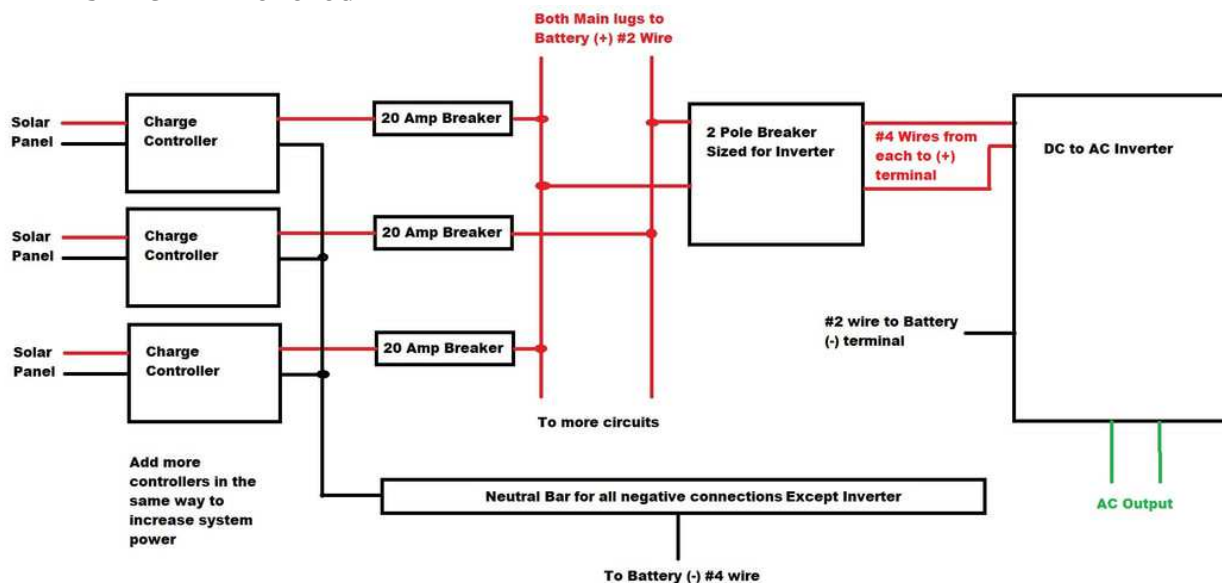 Both Main lugs to
Battery (+) #2 Wire
Solar
Panel
Charge
Controller
20 Amp Breaker
2 Pole Breaker
Sized for Inverter
#4 Wires from
each to (+)
terminal
DC to AC Inverter
Solar
Panel
Charge
Controller
20 Amp Breaker
#2 wire to Battery
(-) terminal
Solar
Panel
Charge
Controller
20 Amp Breaker
To more circuits
Add more
controllers in the
same way to
increase system
power
Neutral Bar for all negative connections Except Inverter
AC Output
To Battery (-) #4 wire